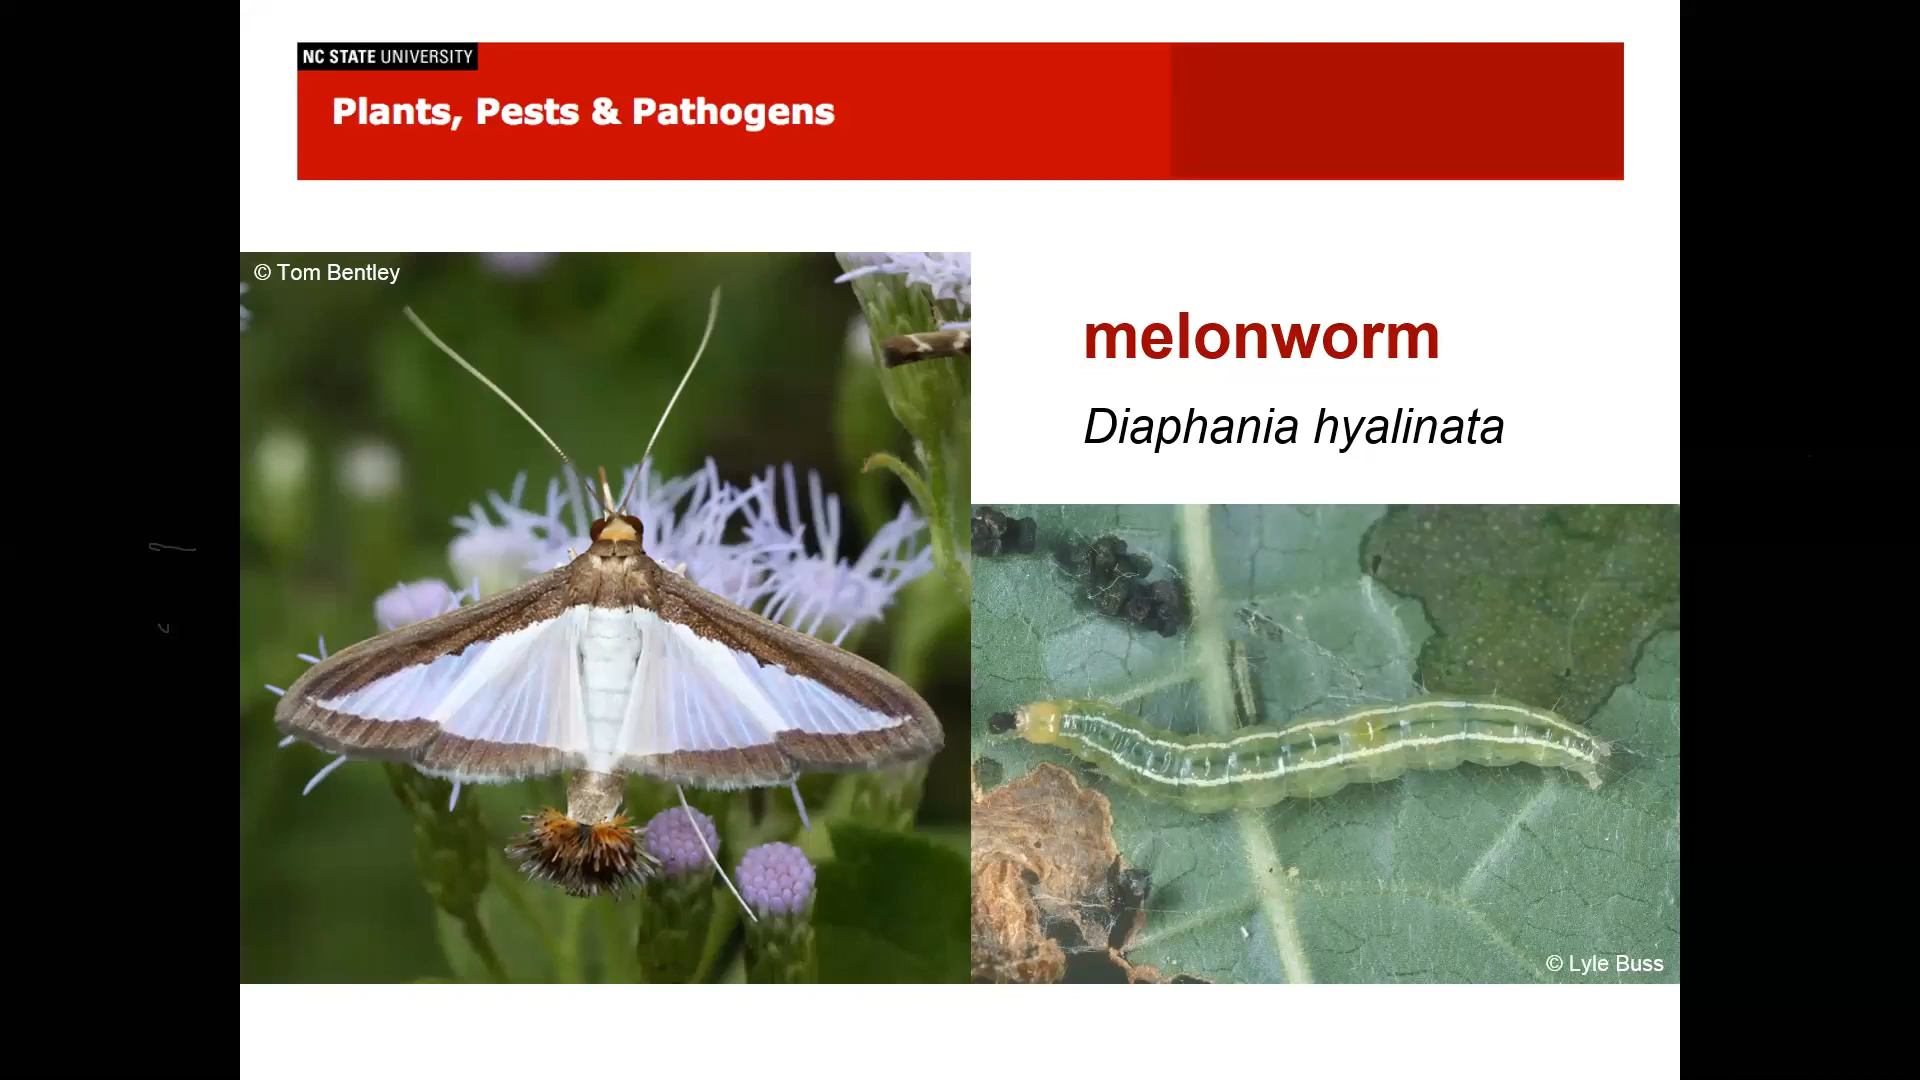 NC STATE UNIVERSITY
Plants, Pests & Pathogens
© Tom Bentley
melonworm
Diaphania hyalinata
© Lyle Buss